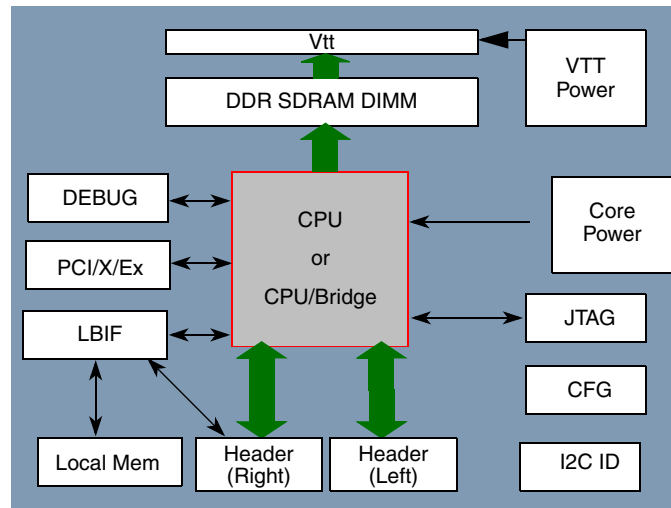 Vtt
VTT
Power
DDR SDRAM DIMM
DEBUG
CPU
or
CPU/Bridge
Core
Power
PCI/X/Ex
LBIF
JTAG
CFG
Local Mem
Header
(Right)
Header
(Left)
I2C ID